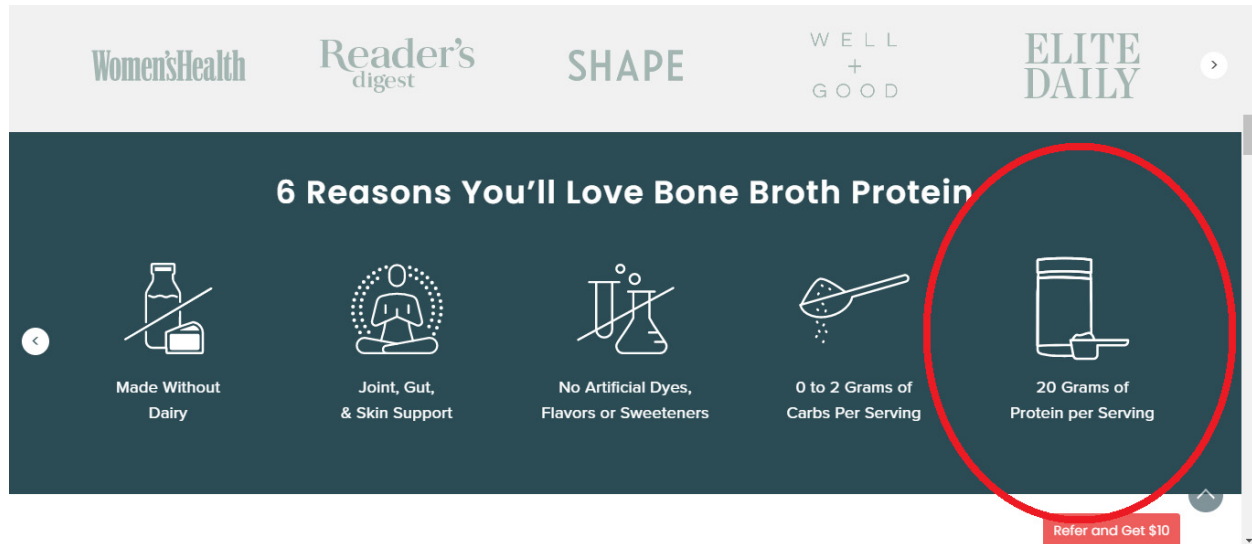 Women'sHealth
Reader's
digest
SHAPE
WELL
+
GOOD
ELITE
DAILY
6 Reasons You'll Love Bone Broth Protein
Made Without
Dairy
Joint, Gut,
& Skin Support
No Artificial Dyes,
Flavors or Sweeteners
0 to 2 Grams of
Carbs Per Serving
20 Grams of
Protein per Serving
Refer and Get $10